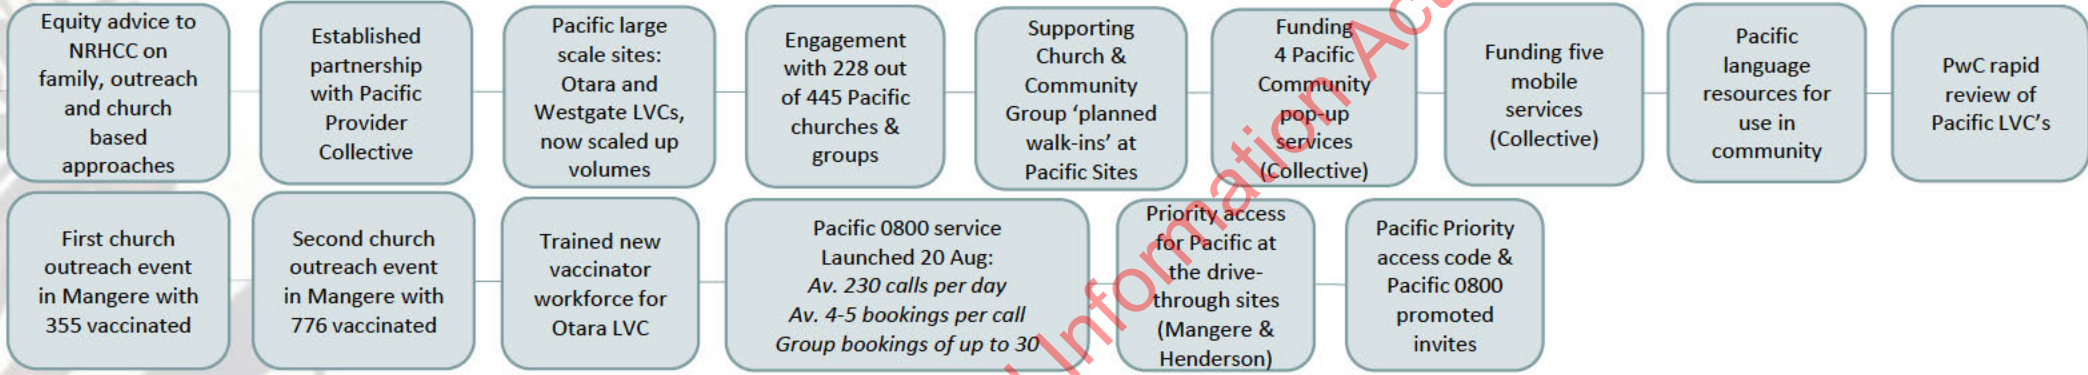 Equity advice to
NRHCC on
family, outreach
and church
based
approaches
Established
partnership
with Pacific
Provider
Collective
Pacific large
scale sites:
Otara and
Westgate LVCs,
now scaled up
volumes
Engagement
with 228 out
of 445 Pacific
churches &
groups
Supporting
Church &
Community
Group ‘planned
walk-ins’ at
Pacific Sites
Funding
4 Pacific
Community
pop-up
services
(Collective)
Funding five
mobile
services
(Collective)
Pacific
language
resources for
use in
community
PwC rapid
review of
Pacific LVC’s
First church
outreach event
in Mangere with
355 vaccinated
Second church
outreach event
in Mangere with
776 vaccinated
Trained new
vaccinator
workforce for
Otara LVC
Pacific 0800 service
Launched 20 Aug:
Av. 230 calls per day
Av. 4-5 bookings per call
Group bookings of up to 30
Priority access
for Pacific at
the drive-
through sites
(Mangere &
Henderson)
Pacific Priority
access code &
Pacific 0800
promoted
invites
Information